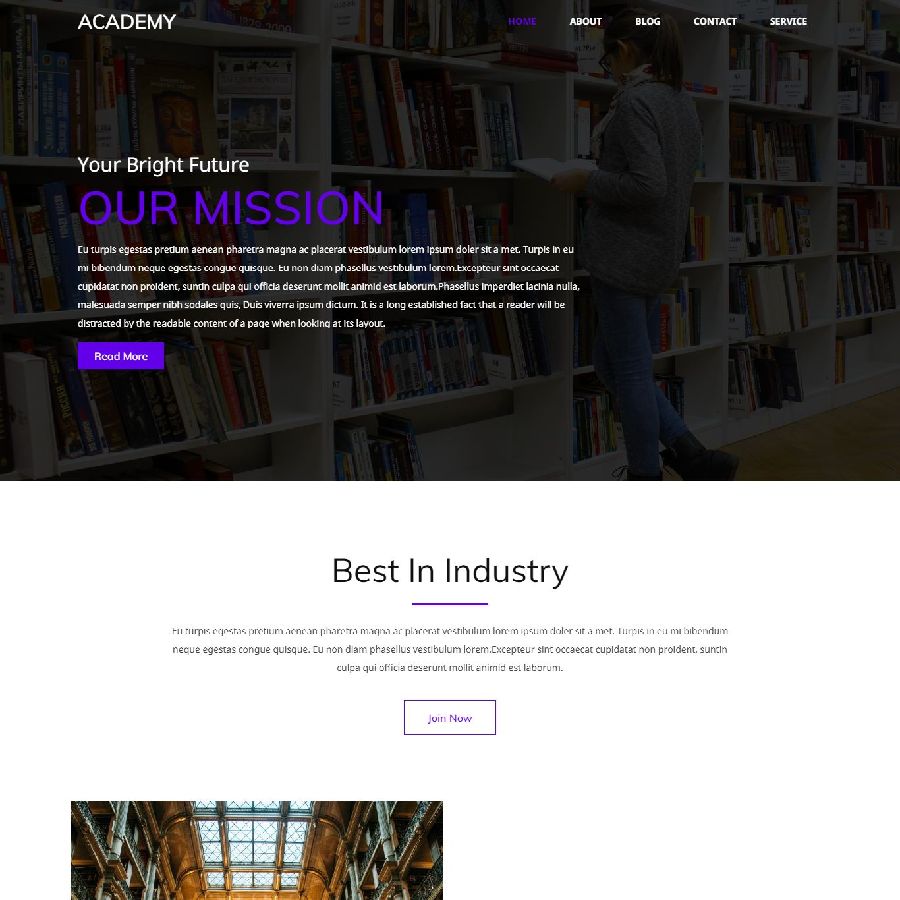 ACADEMY
HOME ABOUT BLOG CONTACT SERVICE
Your Bright Future
OUR MISSION
Eu turpis egestas pretium aenean pharetra magna ac placerat vestibulum lorem ipsum doler sit a met. Turpis in eu
mi bibendum neque egestas congue quisque. Eu non diam phasellus vestibulum lorem.Excepteur sint occaecat
cupidatat non proident, suntin culpa qui officia deserunt mollit animid est laborum.Phasellus imperdiet lacinia nulla,
malesuada semper nibh sodales quis. Duis viverra ipsum dictum. It is a long established fact that a reader will be
distracted by the readable content of a page when looking at its layout.
Read More
Best In Industry
Eu turpis egestas pretium aenean pharetra magna ac placerat vestibulum lorem ipsum doler sit a met. Turpis in eu mi bibendum
neque egestas congue quisque. Eu non diam phasellus vestibulum lorem.Excepteur sint occaecat cupidatat non proident, suntin
culpa qui officia deserunt mollit animid est laborum.
Join Now